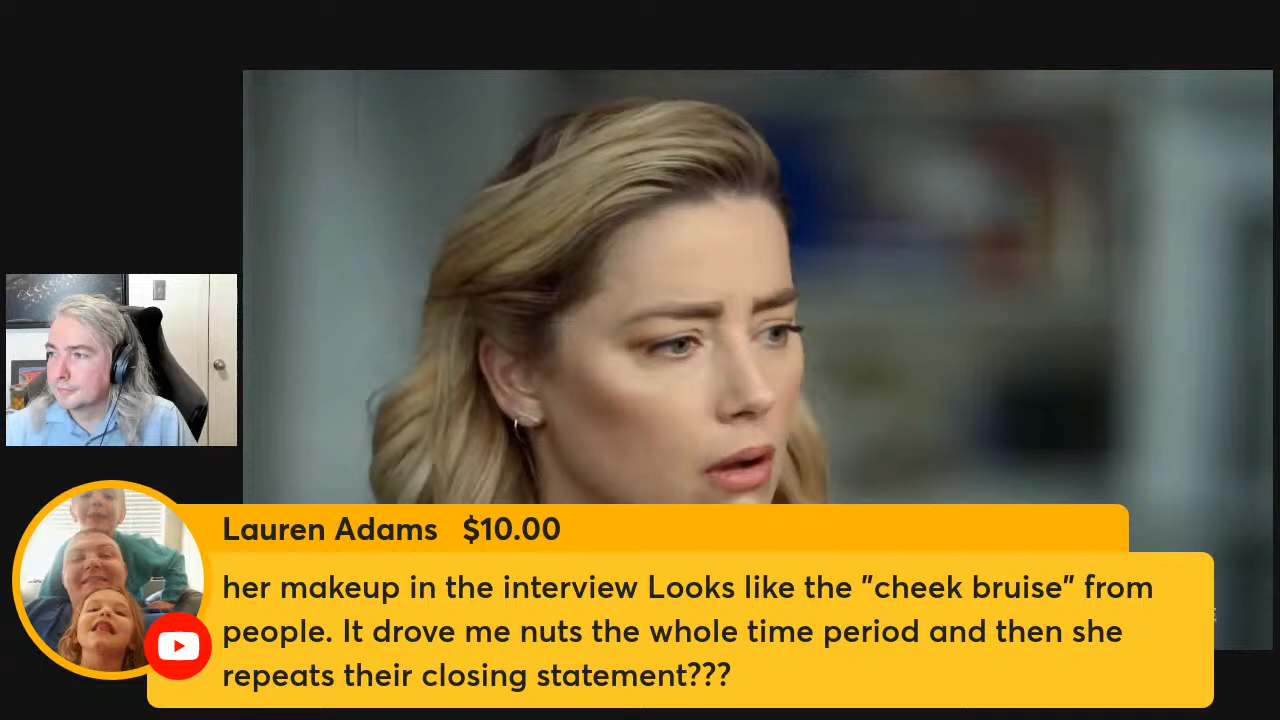 Lauren Adams $10.00
her makeup in the interview Looks like the "cheek bruise" from
people. It drove me nuts the whole time period and then she
repeats their closing statement???